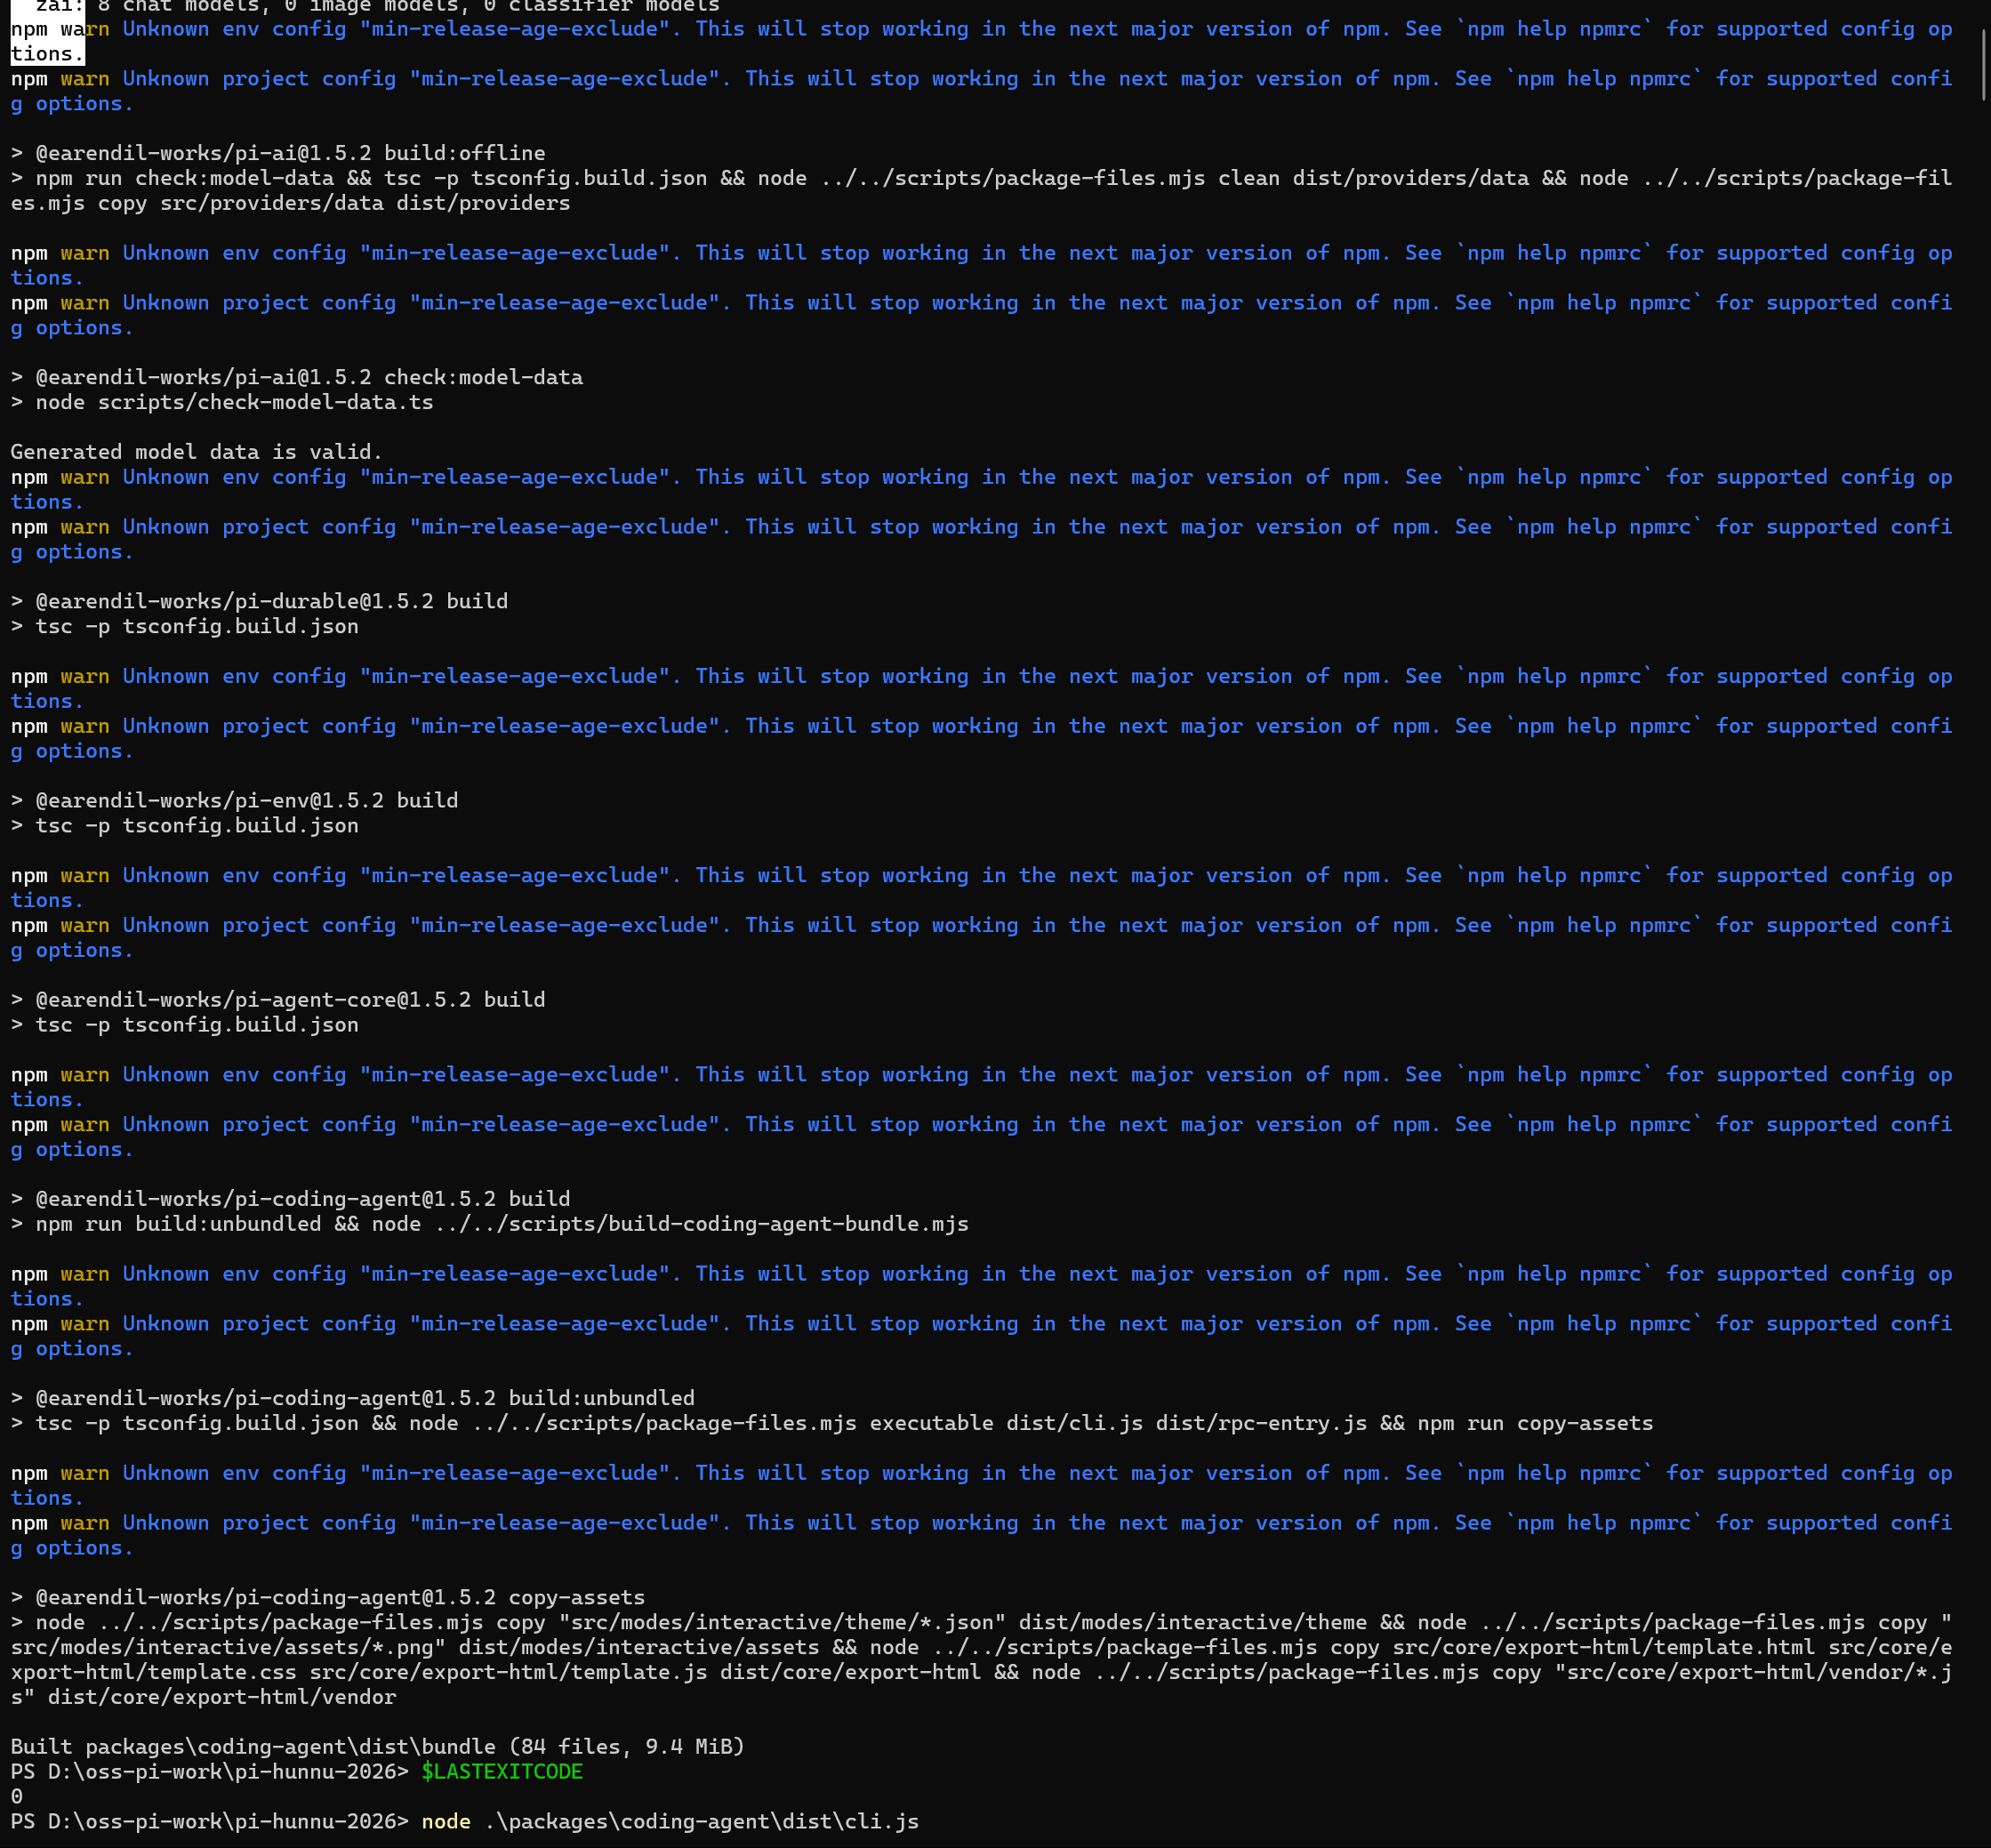 zai: 8 chat models, 0 image models, 0 classifier models
npm warn Unknown env config "min-release-age-exclude". This will stop working in the next major version of npm. See `npm help npmrc` for supported config op
tions.
npm warn Unknown project config "min-release-age-exclude". This will stop working in the next major version of npm. See `npm help npmrc` for supported confi
g options.

> @earendil-works/pi-ai@1.5.2 build:offline
> npm run check:model-data && tsc -p tsconfig.build.json && node ../../scripts/package-files.mjs clean dist/providers/data && node ../../scripts/package-fil
es.mjs copy src/providers/data dist/providers

npm warn Unknown env config "min-release-age-exclude". This will stop working in the next major version of npm. See `npm help npmrc` for supported config op
tions.
npm warn Unknown project config "min-release-age-exclude". This will stop working in the next major version of npm. See `npm help npmrc` for supported confi
g options.

> @earendil-works/pi-ai@1.5.2 check:model-data
> node scripts/check-model-data.ts

Generated model data is valid.
npm warn Unknown env config "min-release-age-exclude". This will stop working in the next major version of npm. See `npm help npmrc` for supported config op
tions.
npm warn Unknown project config "min-release-age-exclude". This will stop working in the next major version of npm. See `npm help npmrc` for supported confi
g options.

> @earendil-works/pi-durable@1.5.2 build
> tsc -p tsconfig.build.json

npm warn Unknown env config "min-release-age-exclude". This will stop working in the next major version of npm. See `npm help npmrc` for supported config op
tions.
npm warn Unknown project config "min-release-age-exclude". This will stop working in the next major version of npm. See `npm help npmrc` for supported confi
g options.

> @earendil-works/pi-env@1.5.2 build
> tsc -p tsconfig.build.json

npm warn Unknown env config "min-release-age-exclude". This will stop working in the next major version of npm. See `npm help npmrc` for supported config op
tions.
npm warn Unknown project config "min-release-age-exclude". This will stop working in the next major version of npm. See `npm help npmrc` for supported confi
g options.

> @earendil-works/pi-agent-core@1.5.2 build
> tsc -p tsconfig.build.json

npm warn Unknown env config "min-release-age-exclude". This will stop working in the next major version of npm. See `npm help npmrc` for supported config op
tions.
npm warn Unknown project config "min-release-age-exclude". This will stop working in the next major version of npm. See `npm help npmrc` for supported confi
g options.

> @earendil-works/pi-coding-agent@1.5.2 build
> npm run build:unbundled && node ../../scripts/build-coding-agent-bundle.mjs

npm warn Unknown env config "min-release-age-exclude". This will stop working in the next major version of npm. See `npm help npmrc` for supported config op
tions.
npm warn Unknown project config "min-release-age-exclude". This will stop working in the next major version of npm. See `npm help npmrc` for supported confi
g options.

> @earendil-works/pi-coding-agent@1.5.2 build:unbundled
> tsc -p tsconfig.build.json && node ../../scripts/package-files.mjs executable dist/cli.js dist/rpc-entry.js && npm run copy-assets

npm warn Unknown env config "min-release-age-exclude". This will stop working in the next major version of npm. See `npm help npmrc` for supported config op
tions.
npm warn Unknown project config "min-release-age-exclude". This will stop working in the next major version of npm. See `npm help npmrc` for supported confi
g options.

> @earendil-works/pi-coding-agent@1.5.2 copy-assets
> node ../../scripts/package-files.mjs copy "src/modes/interactive/theme/*.json" dist/modes/interactive/theme && node ../../scripts/package-files.mjs copy "
src/modes/interactive/assets/*.png" dist/modes/interactive/assets && node ../../scripts/package-files.mjs copy src/core/export-html/template.html src/core/e
xport-html/template.css src/core/export-html/template.js dist/core/export-html && node ../../scripts/package-files.mjs copy "src/core/export-html/vendor/*.j
s" dist/core/export-html/vendor

Built packages\coding-agent\dist\bundle (84 files, 9.4 MiB)
PS D:\oss-pi-work\pi-hunnu-2026> $LASTEXITCODE
0
PS D:\oss-pi-work\pi-hunnu-2026> node .\packages\coding-agent\dist\cli.js